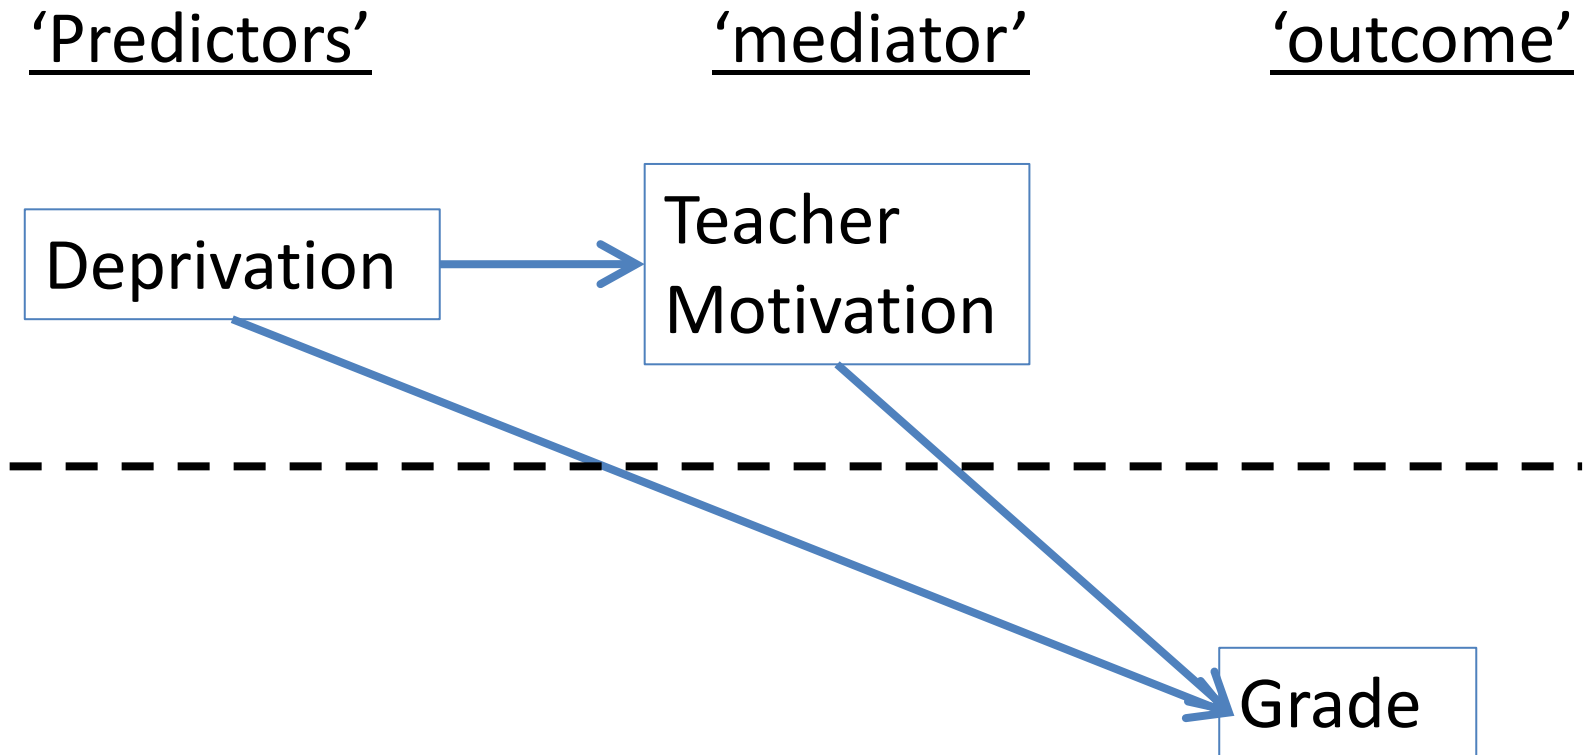 ‘Predictors’
‘mediator’
‘outcome’
Deprivation
Teacher
Motivation
Grade